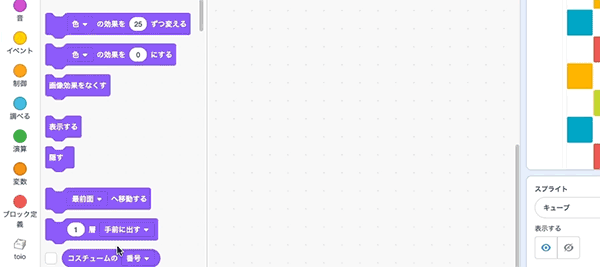 音
イベント
制御
調べる
演算
変数
ブロック定
義
toio
色 の効果を 25 ずつ変える
色 の効果を 0 にする
画像効果をなくす
表示する
隠す
最前面 へ移動する
1 層 手前に出す
コスチュームの 番号
スプライト
キューブ
表示する